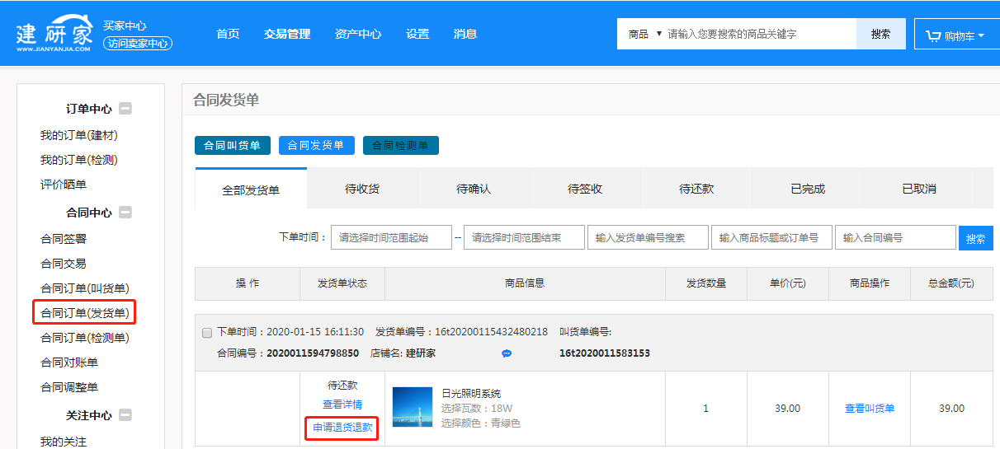 建研家 买家中心
WWW.JIANYANJIA.COM 访问卖家中心
首页 交易管理 资产中心 设置 消息
商品 ▼ 请输入您要搜索的商品关键字 搜索 购物车
订单中心
我的订单(建材)
我的订单(检测)
评价晒单
合同中心
合同签署
合同交易
合同订单(叫货单)
合同订单(发货单)
合同订单(检测单)
合同对账单
合同调整单
关注中心
我的关注
合同发货单
合同叫货单 合同发货单 合同检测单
全部发货单 待收货 待确认 待签收 待还款 已完成 已取消
下单时间： 请选择时间范围起始 -- 请选择时间范围结束 输入发货单编号搜索 输入商品标题或订单号 输入合同编号 搜索
操 作 发货单状态 商品信息 发货数量 单价(元) 商品操作 总金额(元)
下单时间：2020-01-15 16:11:30 发货单编号：16t20200115432480218 叫货单编号:
合同编号：2020011594798850 店铺名: 建研家 16t2020011583153
待还款
查看详情
申请退货退款
日光照明系统
选择瓦数：18W
选择颜色：青绿色
1 39.00 查看叫货单 39.00